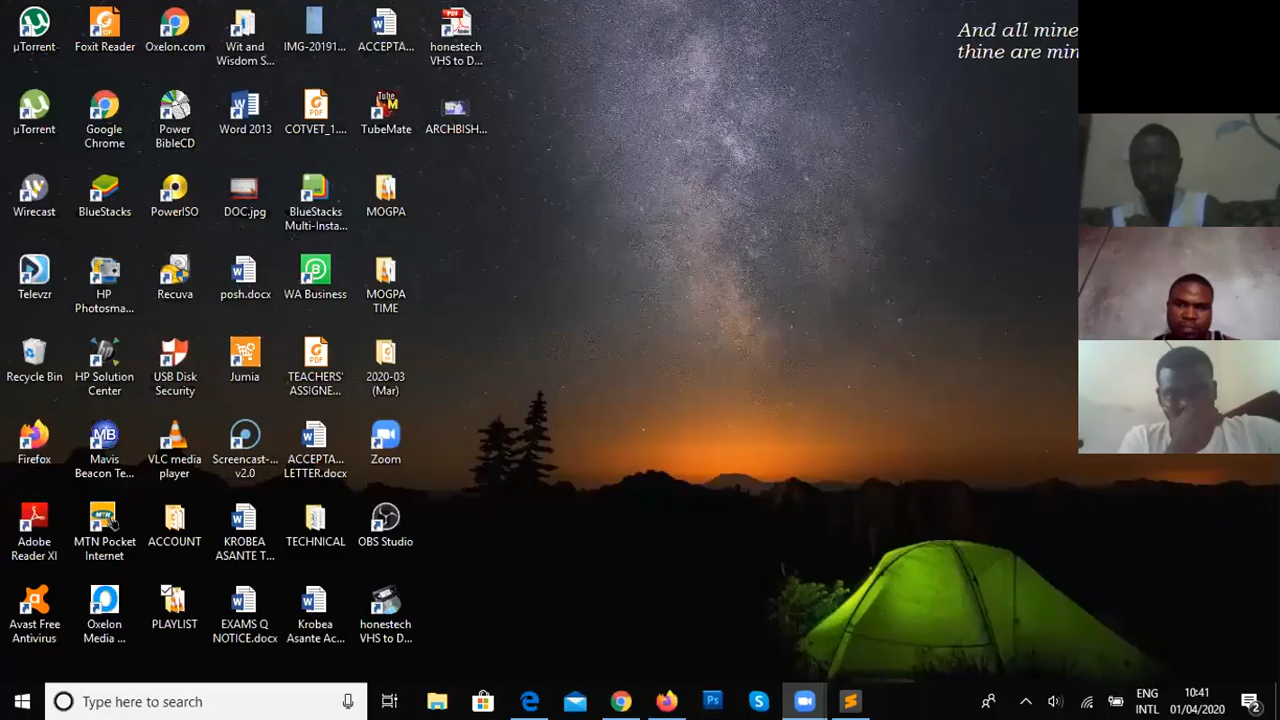 And all mine
thine are min
µTorrent
Foxit Reader
Oxelon.com
Wit and
Wisdom S...
IMG-20191...
ACCEPTA...
honestech
VHS to D...
µTorrent
Google
Chrome
Power
BibleCD
Word 2013
COTVET_1....
TubeMate
ARCHBISH...
Wirecast
BlueStacks
PowerISO
DOC.jpg
BlueStacks
Multi-Insta...
MOGPA
Televzr
HP
Photosma...
Recuva
posh.docx
WA Business
MOGPA
TIME
Recycle Bin
HP Solution
Center
USB Disk
Security
Jumia
TEACHERS'
ASSIGNE...
2020-03
(Mar)
Firefox
Mavis
Beacon Te...
VLC media
player
Screencast-...
v2.0
ACCEPTA...
LETTER.docx
Zoom
Adobe
Reader XI
MTN Pocket
Internet
ACCOUNT
KROBEA
ASANTE T...
TECHNICAL
OBS Studio
Avast Free
Antivirus
Oxelon
Media ...
PLAYLIST
EXAMS Q
NOTICE.docx
Krobea
Asante Ac...
honestech
VHS to D...
Type here to search
ENG
INTL
10:41
01/04/2020
2